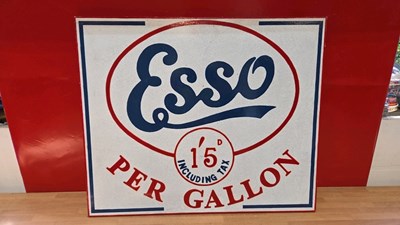 Esso
1'5D
INCLUDING TAX
PER GALLON